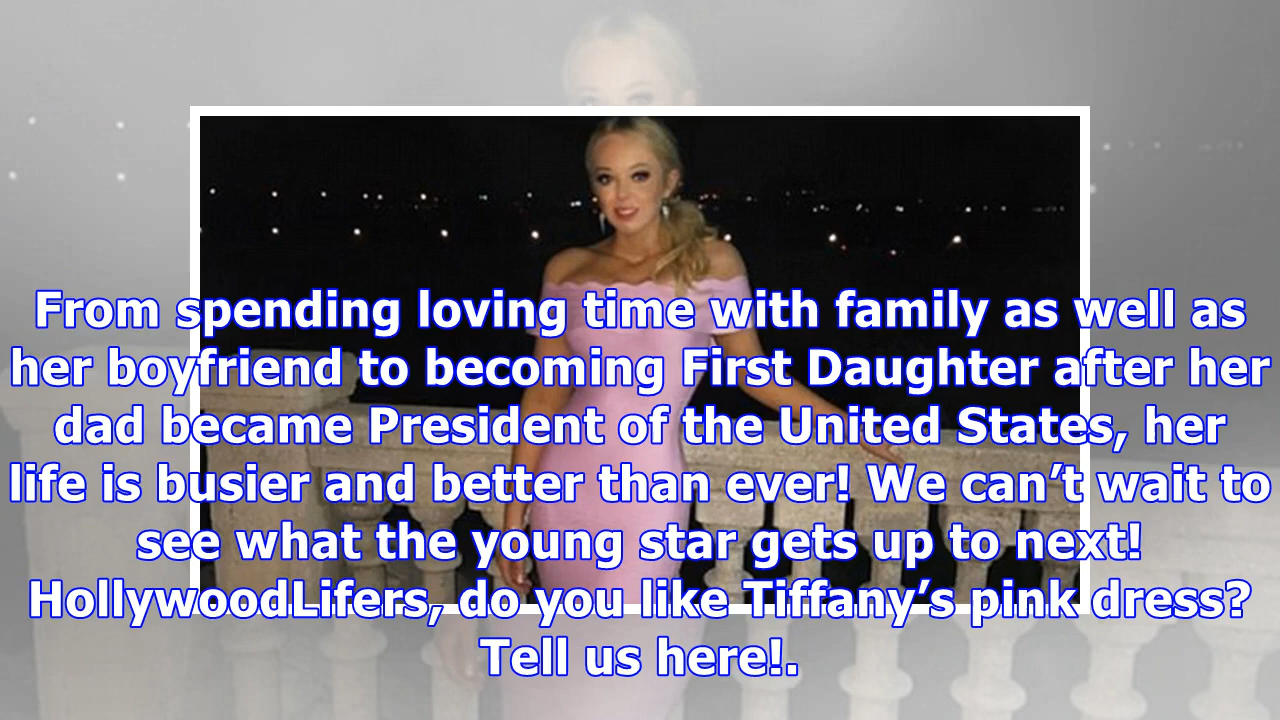 From spending loving time with family as well as
her boyfriend to becoming First Daughter after her
dad became President of the United States, her
life is busier and better than ever! We can’t wait to
see what the young star gets up to next!
HollywoodLifers, do you like Tiffany’s pink dress?
Tell us here!.